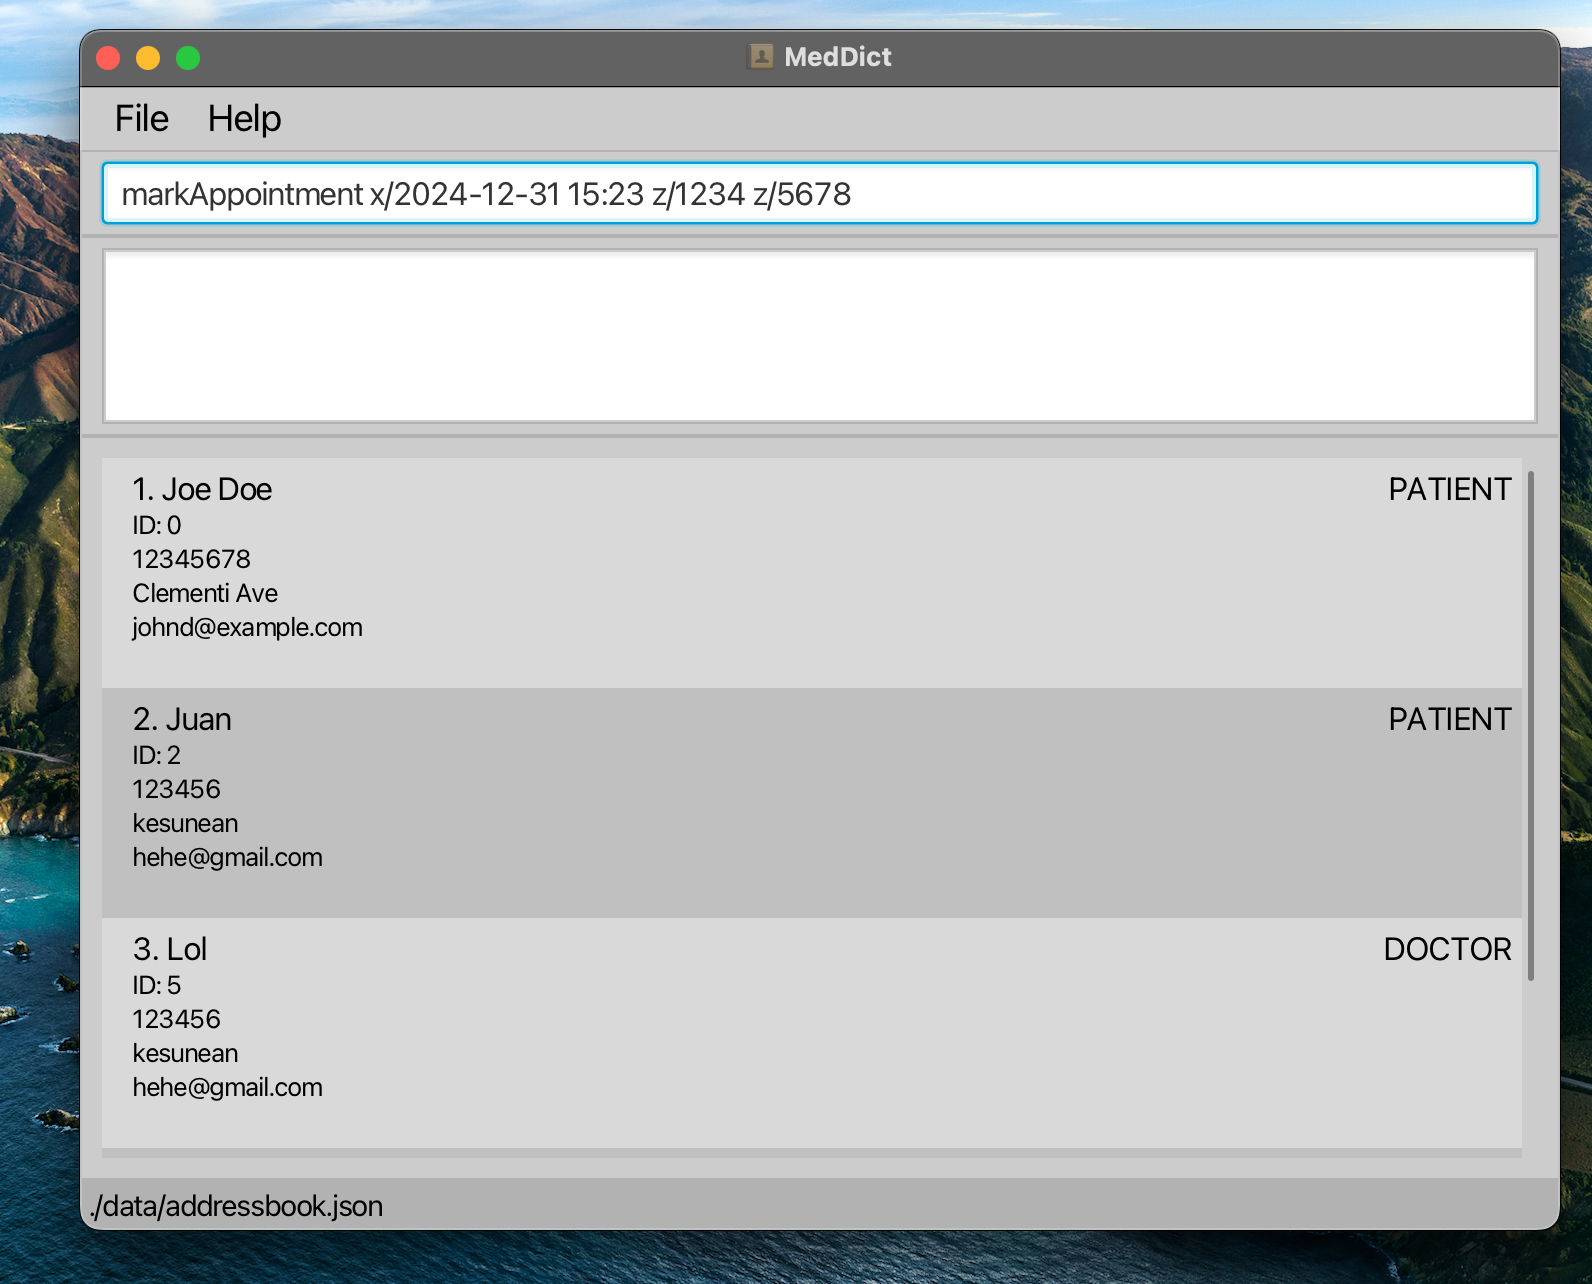 MedDict
File Help
markAppointment x/2024-12-31 15:23 z/1234 z/5678
1. Joe Doe PATIENT
ID: 0
12345678
Clementi Ave
johnd@example.com
2. Juan PATIENT
ID: 2
123456
kesunean
hehe@gmail.com
3. Lol DOCTOR
ID: 5
123456
kesunean
hehe@gmail.com
./data/addressbook.json